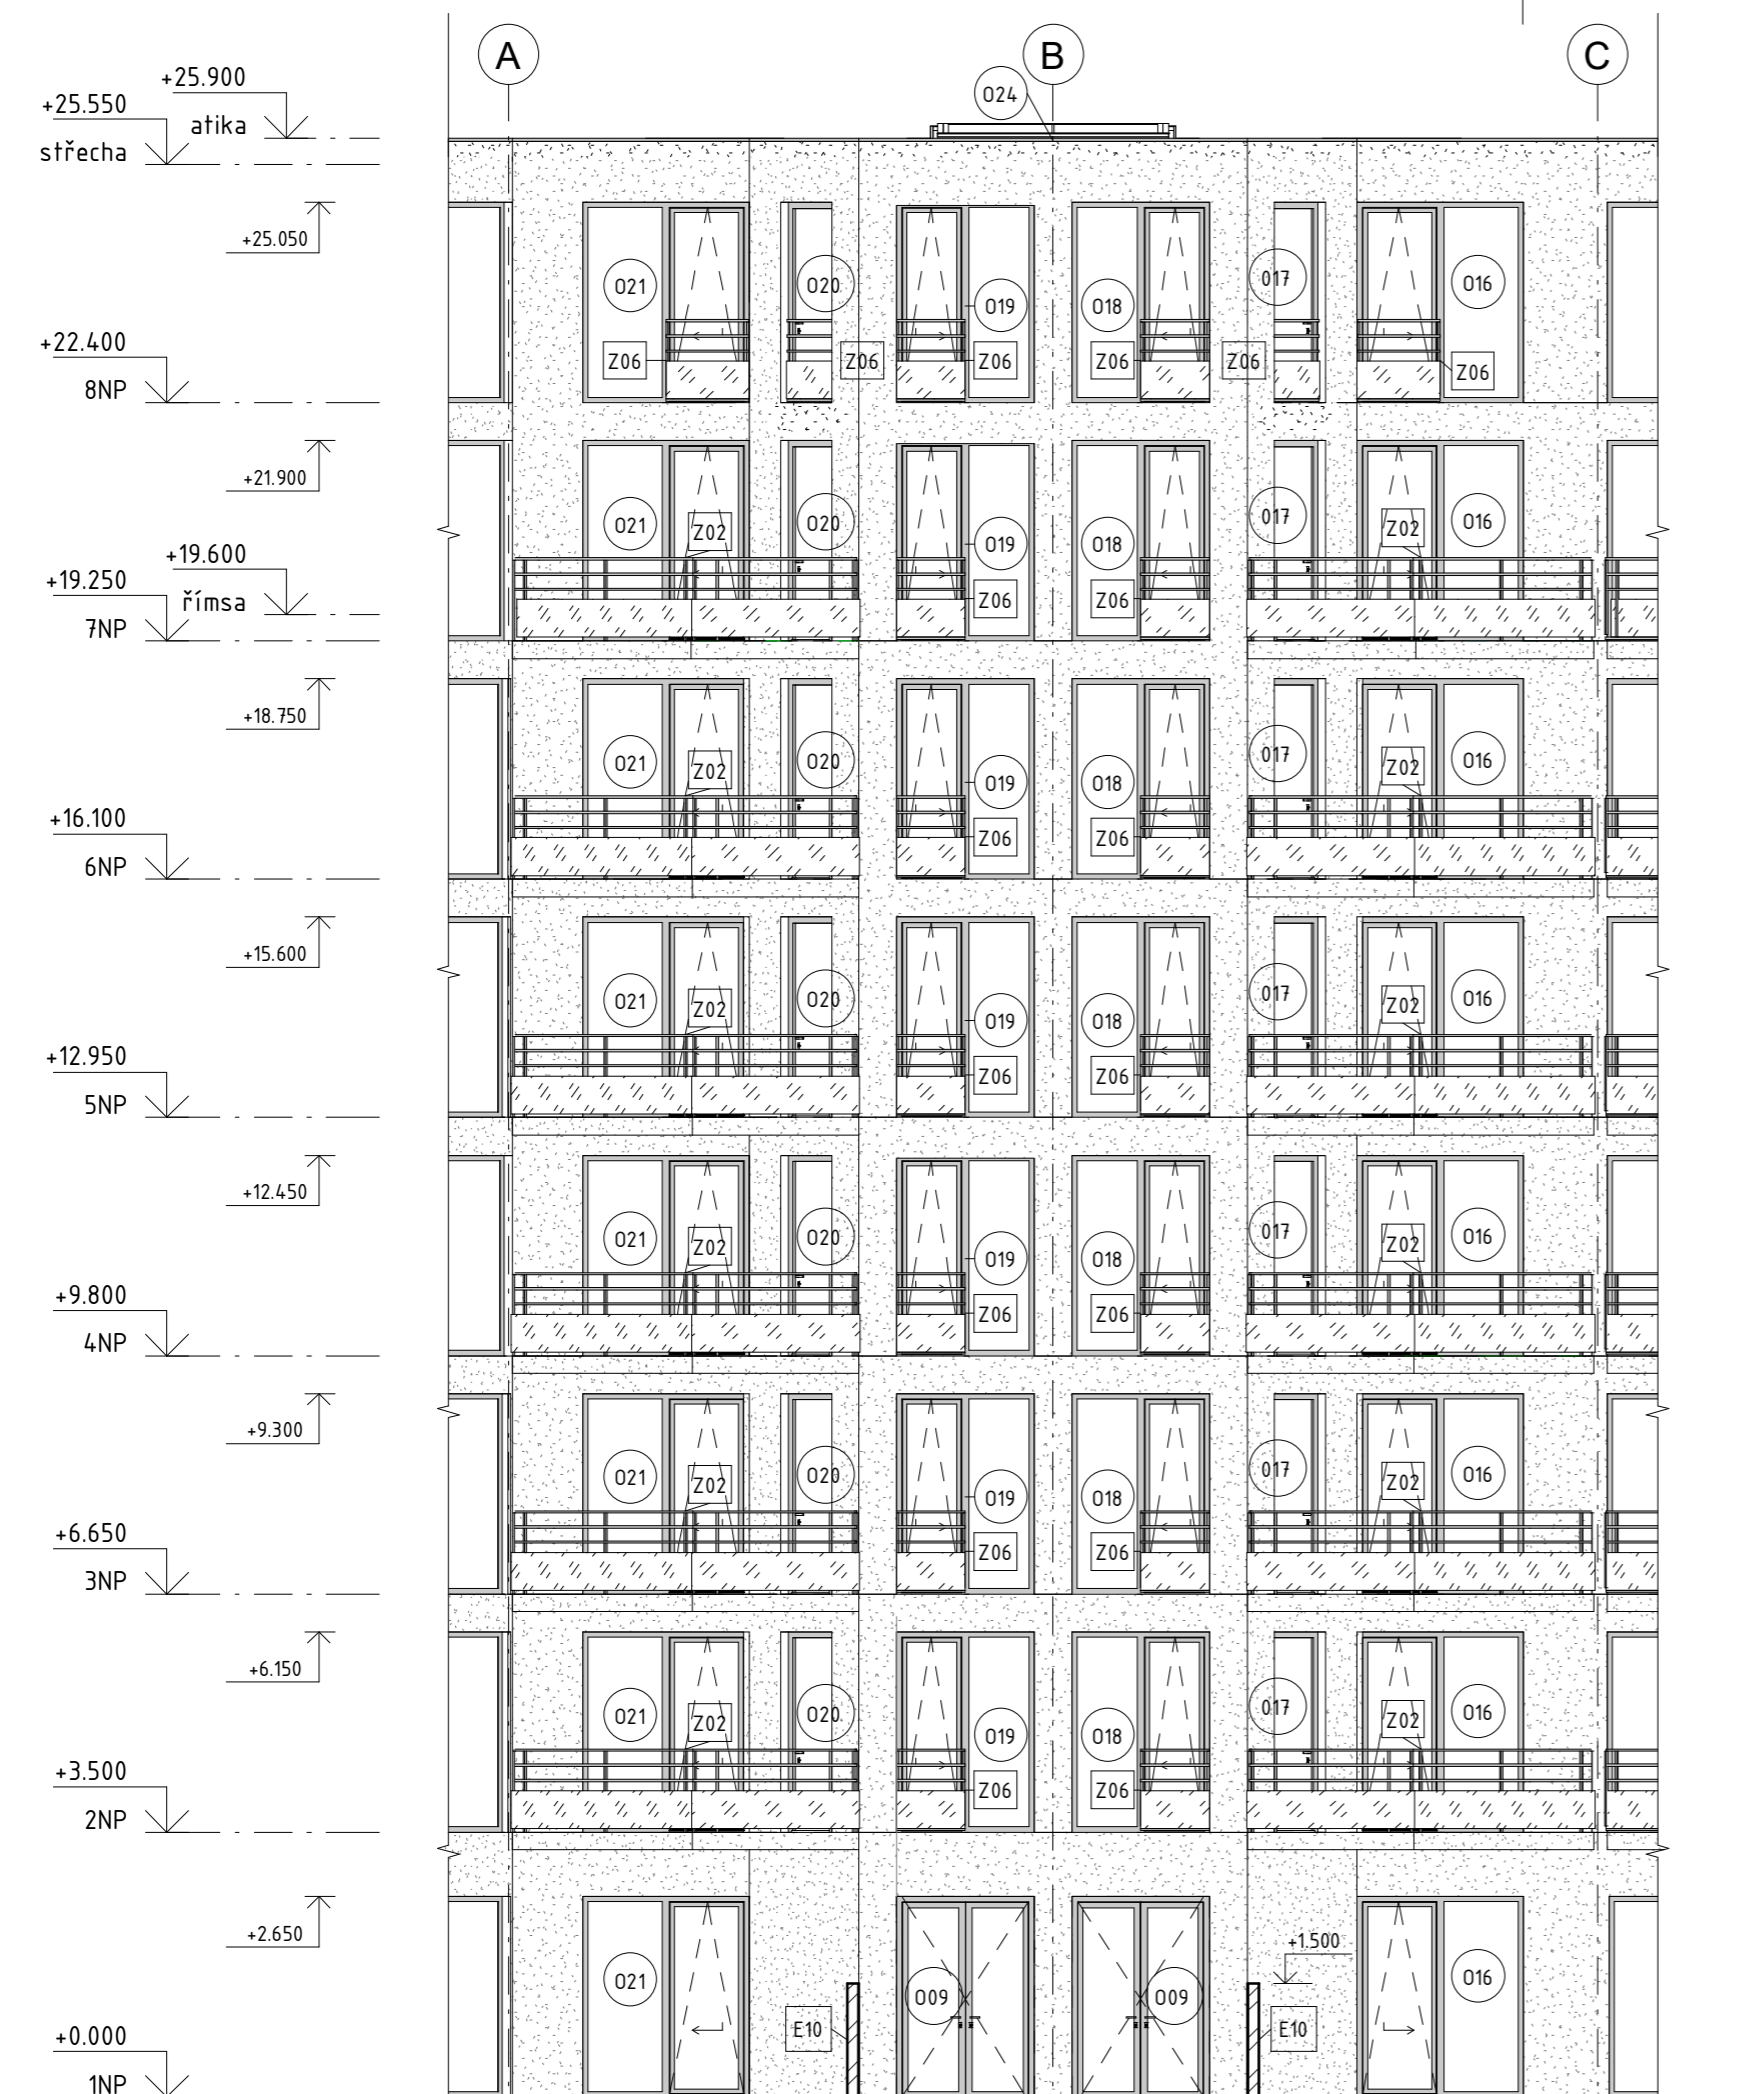 A B C
O24
+25.900
+25.550
atika
střecha
+25.050
O21 O20 O19 O18 O17 O16
+22.400
Z06 Z06 Z06 Z06 Z06 Z06
8NP
+21.900
O21 Z02 O20 O19 O18 O17 Z02 O16
+19.600
+19.250
římsa
Z06 Z06
7NP
+18.750
O21 Z02 O20 O19 O18 O17 Z02 O16
+16.100
Z06 Z06
6NP
+15.600
O21 Z02 O20 O19 O18 O17 Z02 O16
+12.950
Z06 Z06
5NP
+12.450
O21 Z02 O20 O19 O18 O17 Z02 O16
+9.800
Z06 Z06
4NP
+9.300
O21 Z02 O20 O19 O18 O17 Z02 O16
+6.650
Z06 Z06
3NP
+6.150
O21 Z02 O20 O19 O18 O17 Z02 O16
+3.500
Z06 Z06
2NP
+2.650
+1.500
O21 O09 O09 O16
E10 E10
+0.000
1NP